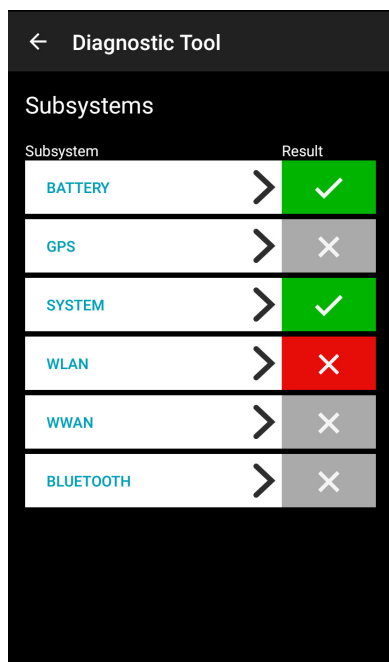 Diagnostic Tool
Subsystems
Subsystem Result
BATTERY
GPS
SYSTEM
WLAN
WWAN
BLUETOOTH